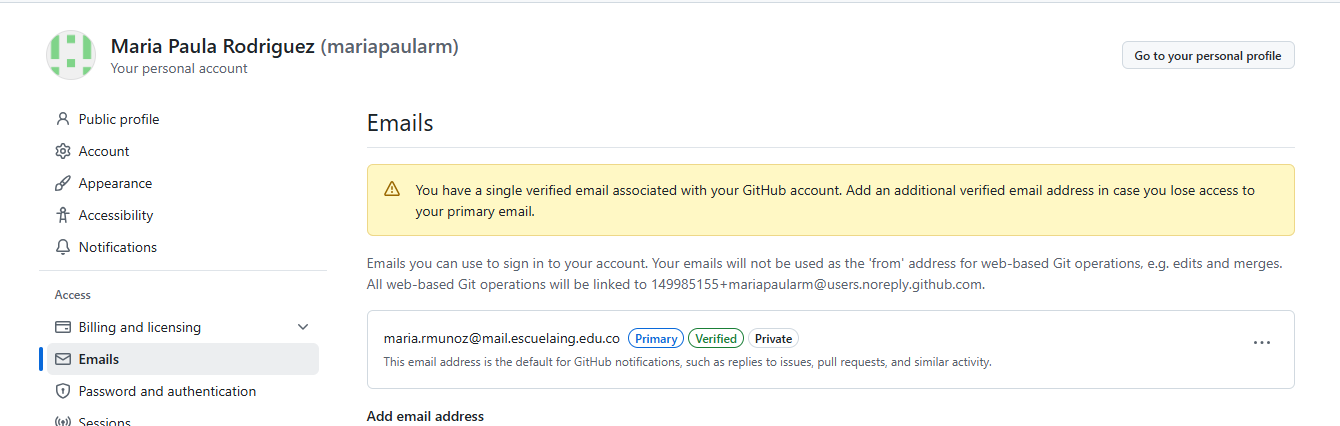 Maria Paula Rodriguez (mariapaularm)
Your personal account
Go to your personal profile
Public profile
Account
Appearance
Accessibility
Notifications
Access
Billing and licensing
Emails
Password and authentication
Sessions
Emails
You have a single verified email associated with your GitHub account. Add an additional verified email address in case you lose access to
your primary email.
Emails you can use to sign in to your account. Your emails will not be used as the 'from' address for web-based Git operations, e.g. edits and merges.
All web-based Git operations will be linked to 149985155+mariapaularm@users.noreply.github.com.
maria.rmunoz@mail.escuelaing.edu.co Primary Verified Private
This email address is the default for GitHub notifications, such as replies to issues, pull requests, and similar activity.
Add email address